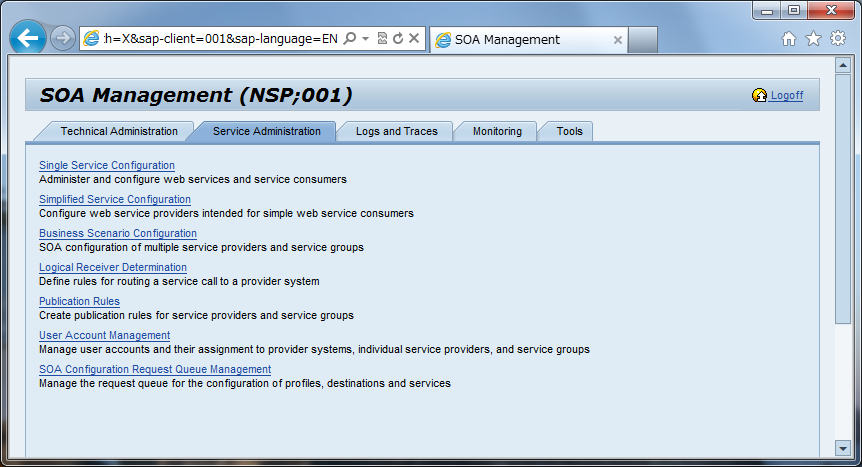 h=X&sap-client=001&sap-language=EN
SOA Management
SOA Management (NSP;001)
Logoff
Technical Administration
Service Administration
Logs and Traces
Monitoring
Tools
Single Service Configuration
Administer and configure web services and service consumers
Simplified Service Configuration
Configure web service providers intended for simple web service consumers
Business Scenario Configuration
SOA configuration of multiple service providers and service groups
Logical Receiver Determination
Define rules for routing a service call to a provider system
Publication Rules
Create publication rules for service providers and service groups
User Account Management
Manage user accounts and their assignment to provider systems, individual service providers, and service groups
SOA Configuration Request Queue Management
Manage the request queue for the configuration of profiles, destinations and services